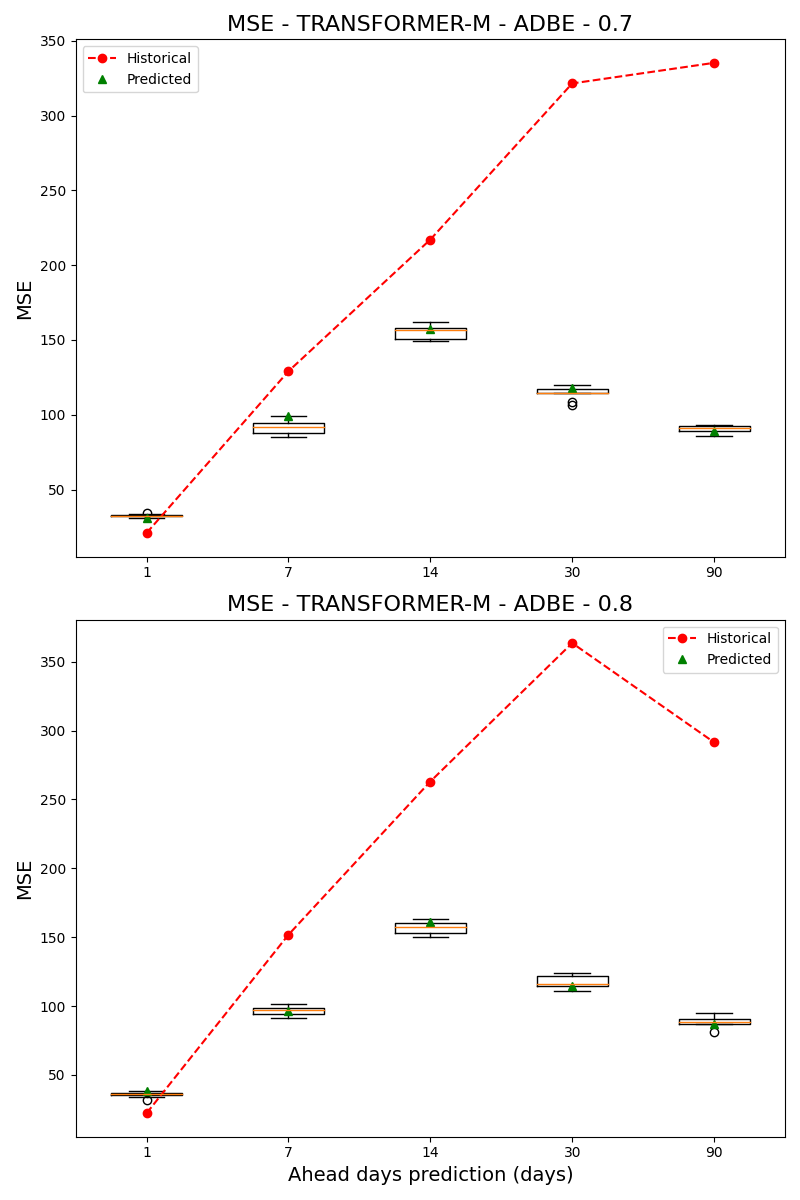 MSE - TRANSFORMER-M - ADBE - 0.7
Historical
Predicted
MSE
350
300
250
200
150
100
50
1 7 14 30 90
MSE - TRANSFORMER-M - ADBE - 0.8
Historical
Predicted
MSE
350
300
250
200
150
100
50
1 7 14 30 90
Ahead days prediction (days)